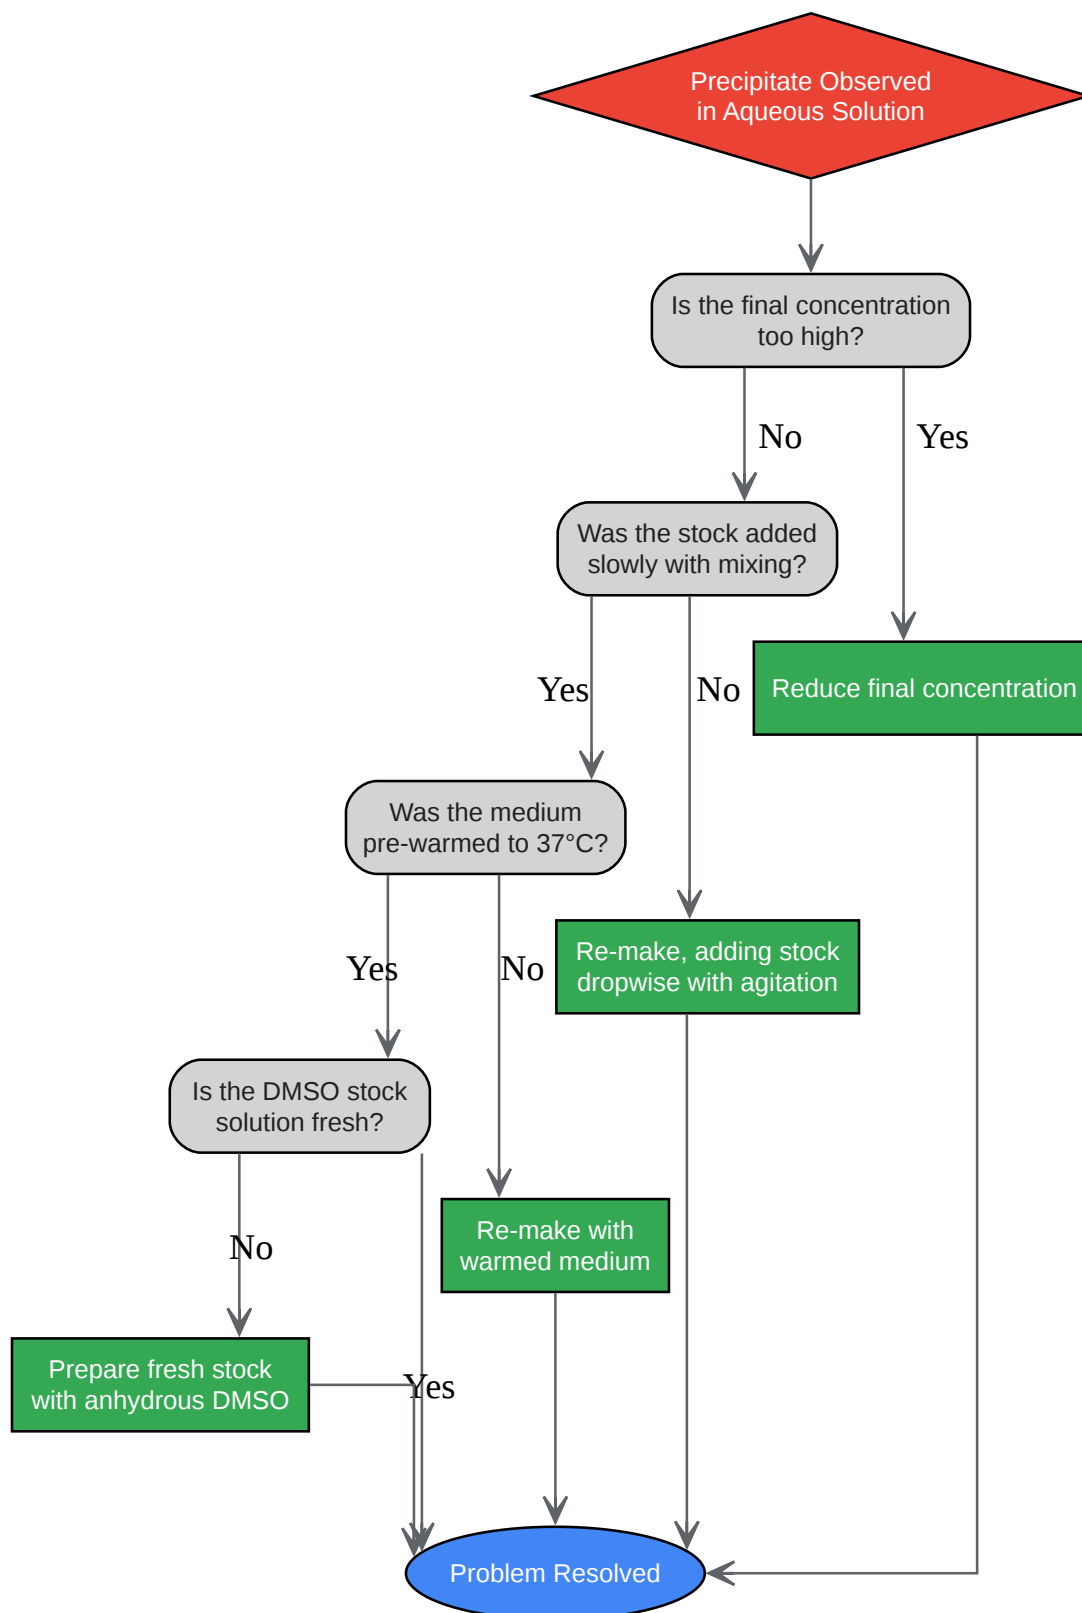 Precipitate Observed
in Aqueous Solution
Is the final concentration
too high?
No
Yes
Was the stock added
slowly with mixing?
Yes
No
Reduce final concentration
Was the medium
pre-warmed to 37°C?
Yes
No
Re-make, adding stock
dropwise with agitation
Is the DMSO stock
solution fresh?
No
Re-make with
warmed medium
Prepare fresh stock
with anhydrous DMSO
Yes
Problem Resolved